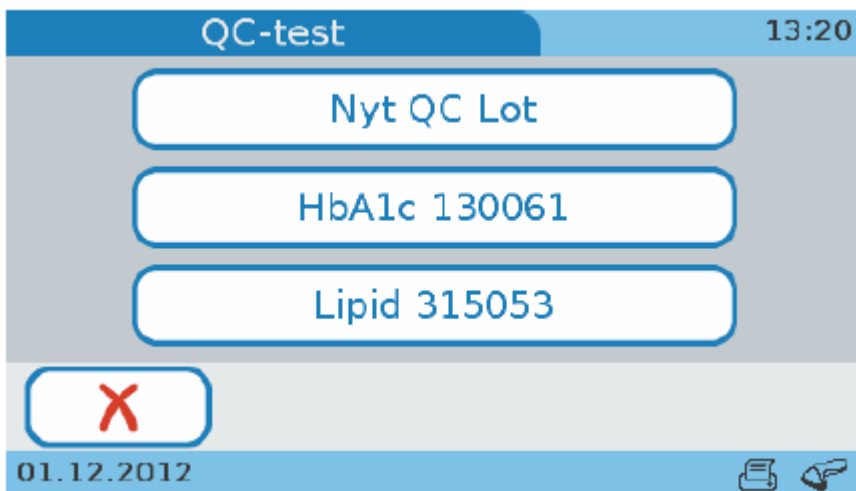 QC-test 13:20
Nyt QC Lot
HbA1c 130061
Lipid 315053
01.12.2012